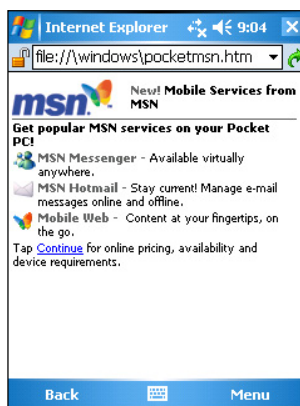 Internet Explorer 9:04
file://\windows\pocketmsn.htm
msn
New! Mobile Services from
MSN
Get popular MSN services on your Pocket
PC!
MSN Messenger - Available virtually
anywhere.
MSN Hotmail - Stay current! Manage e-mail
messages online and offline.
Mobile Web - Content at your fingertips, on
the go.
Tap Continue for online pricing, availability and
device requirements.
Back Menu